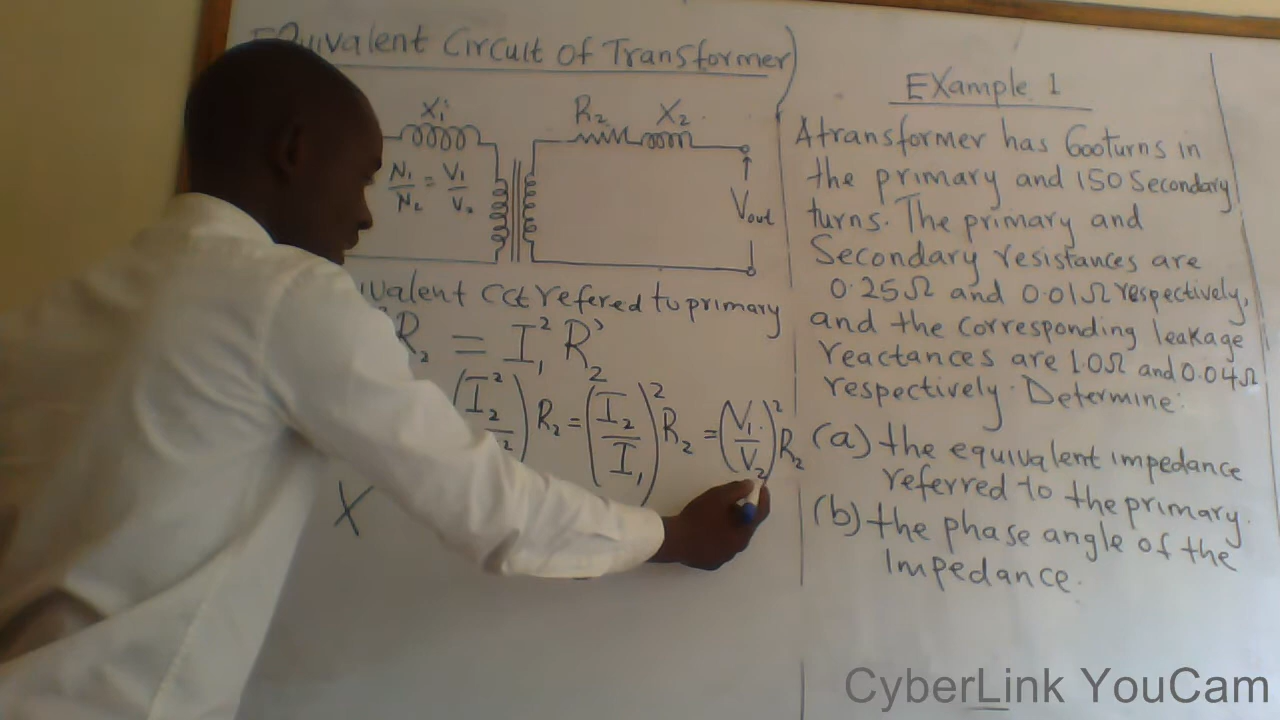 Equivalent Circuit Of Transformer
X₁
N₁/N₂ = V₁/V₂
R₂ X₂
Vout
cct refered to primary
R₂ = I₁² R₂'
(I₂²) R₂ = (I₂/I₁)² R₂ = (V₁/V₂)² R₂
X
EXample 1
A transformer has 600turns in
the primary and 150 Secondary
turns. The primary and
Secondary resistances are
0.25Ω and 0.01Ω respectively,
and the corresponding leakage
reactances are 1.0Ω and 0.04Ω
respectively. Determine:
(a) the equivalent impedance
referred to the primary.
(b) the phase angle of the
Impedance.
CyberLink YouCam